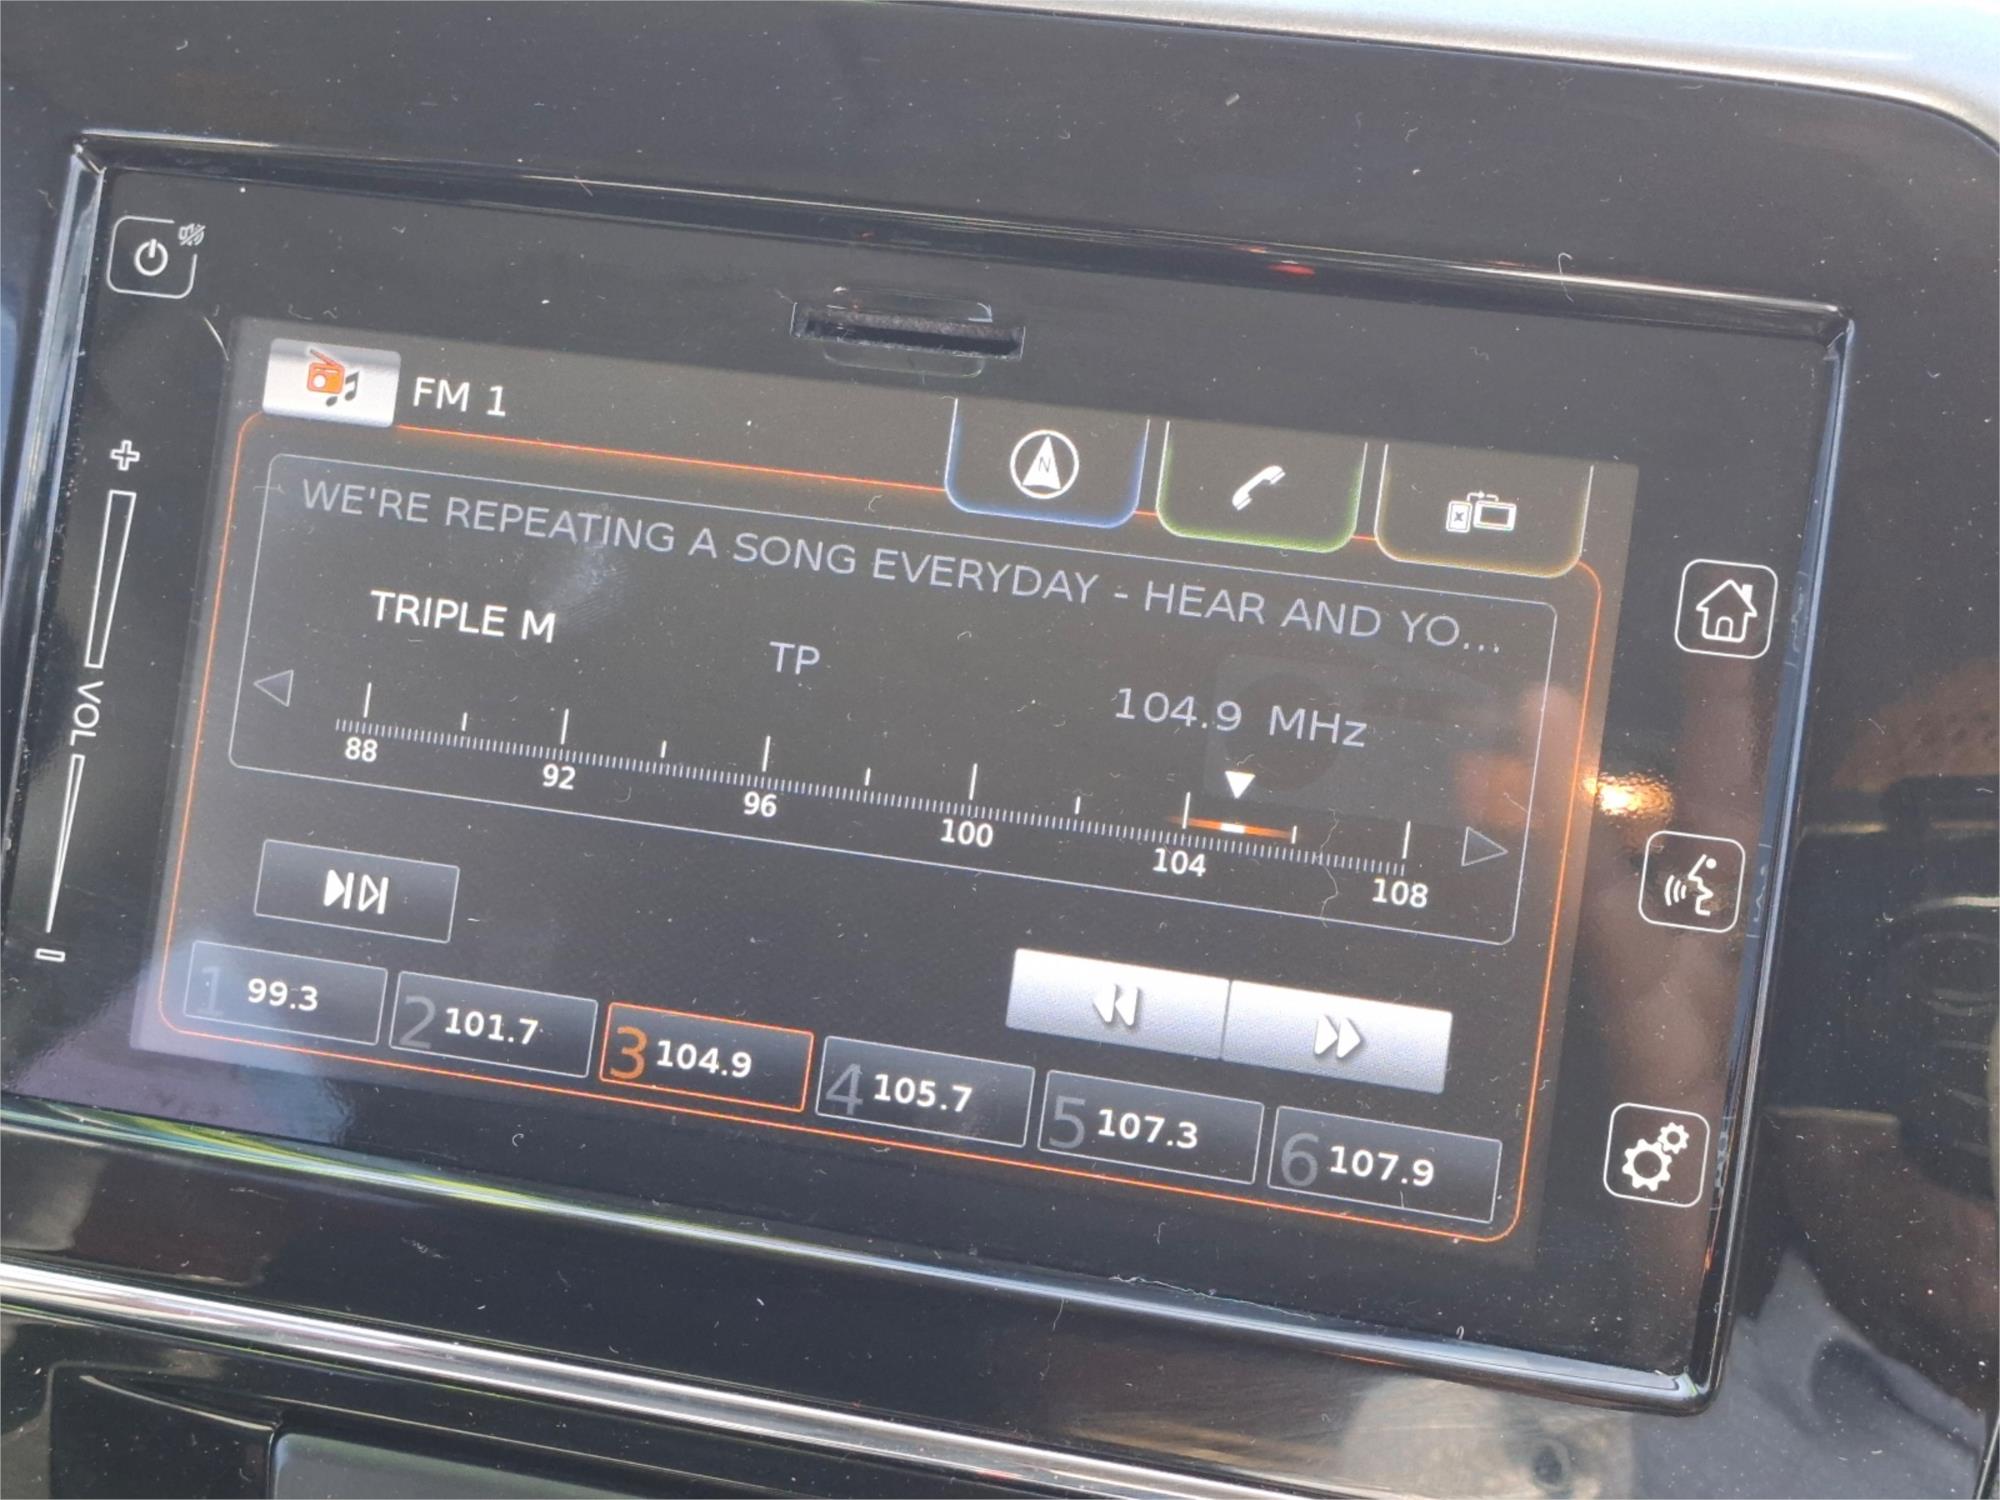 FM 1
N
WE'RE REPEATING A SONG EVERYDAY - HEAR AND YO...
TRIPLE M
TP
104.9 MHz
88 92 96 100 104 108
VOL
1 99.3
2 101.7
3 104.9
4 105.7
5 107.3
6 107.9